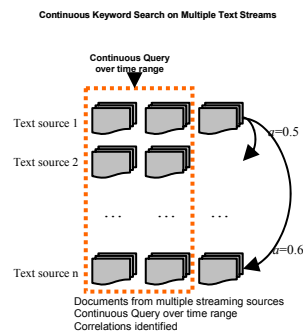 Continuous Keyword Search on Multiple Text Streams
Continuous Query
over time range
Text source 1
a=0.5
Text source 2
... ... ...
a=0.6
Text source n
Documents from multiple streaming sources
Continuous Query over time range
Correlations identified